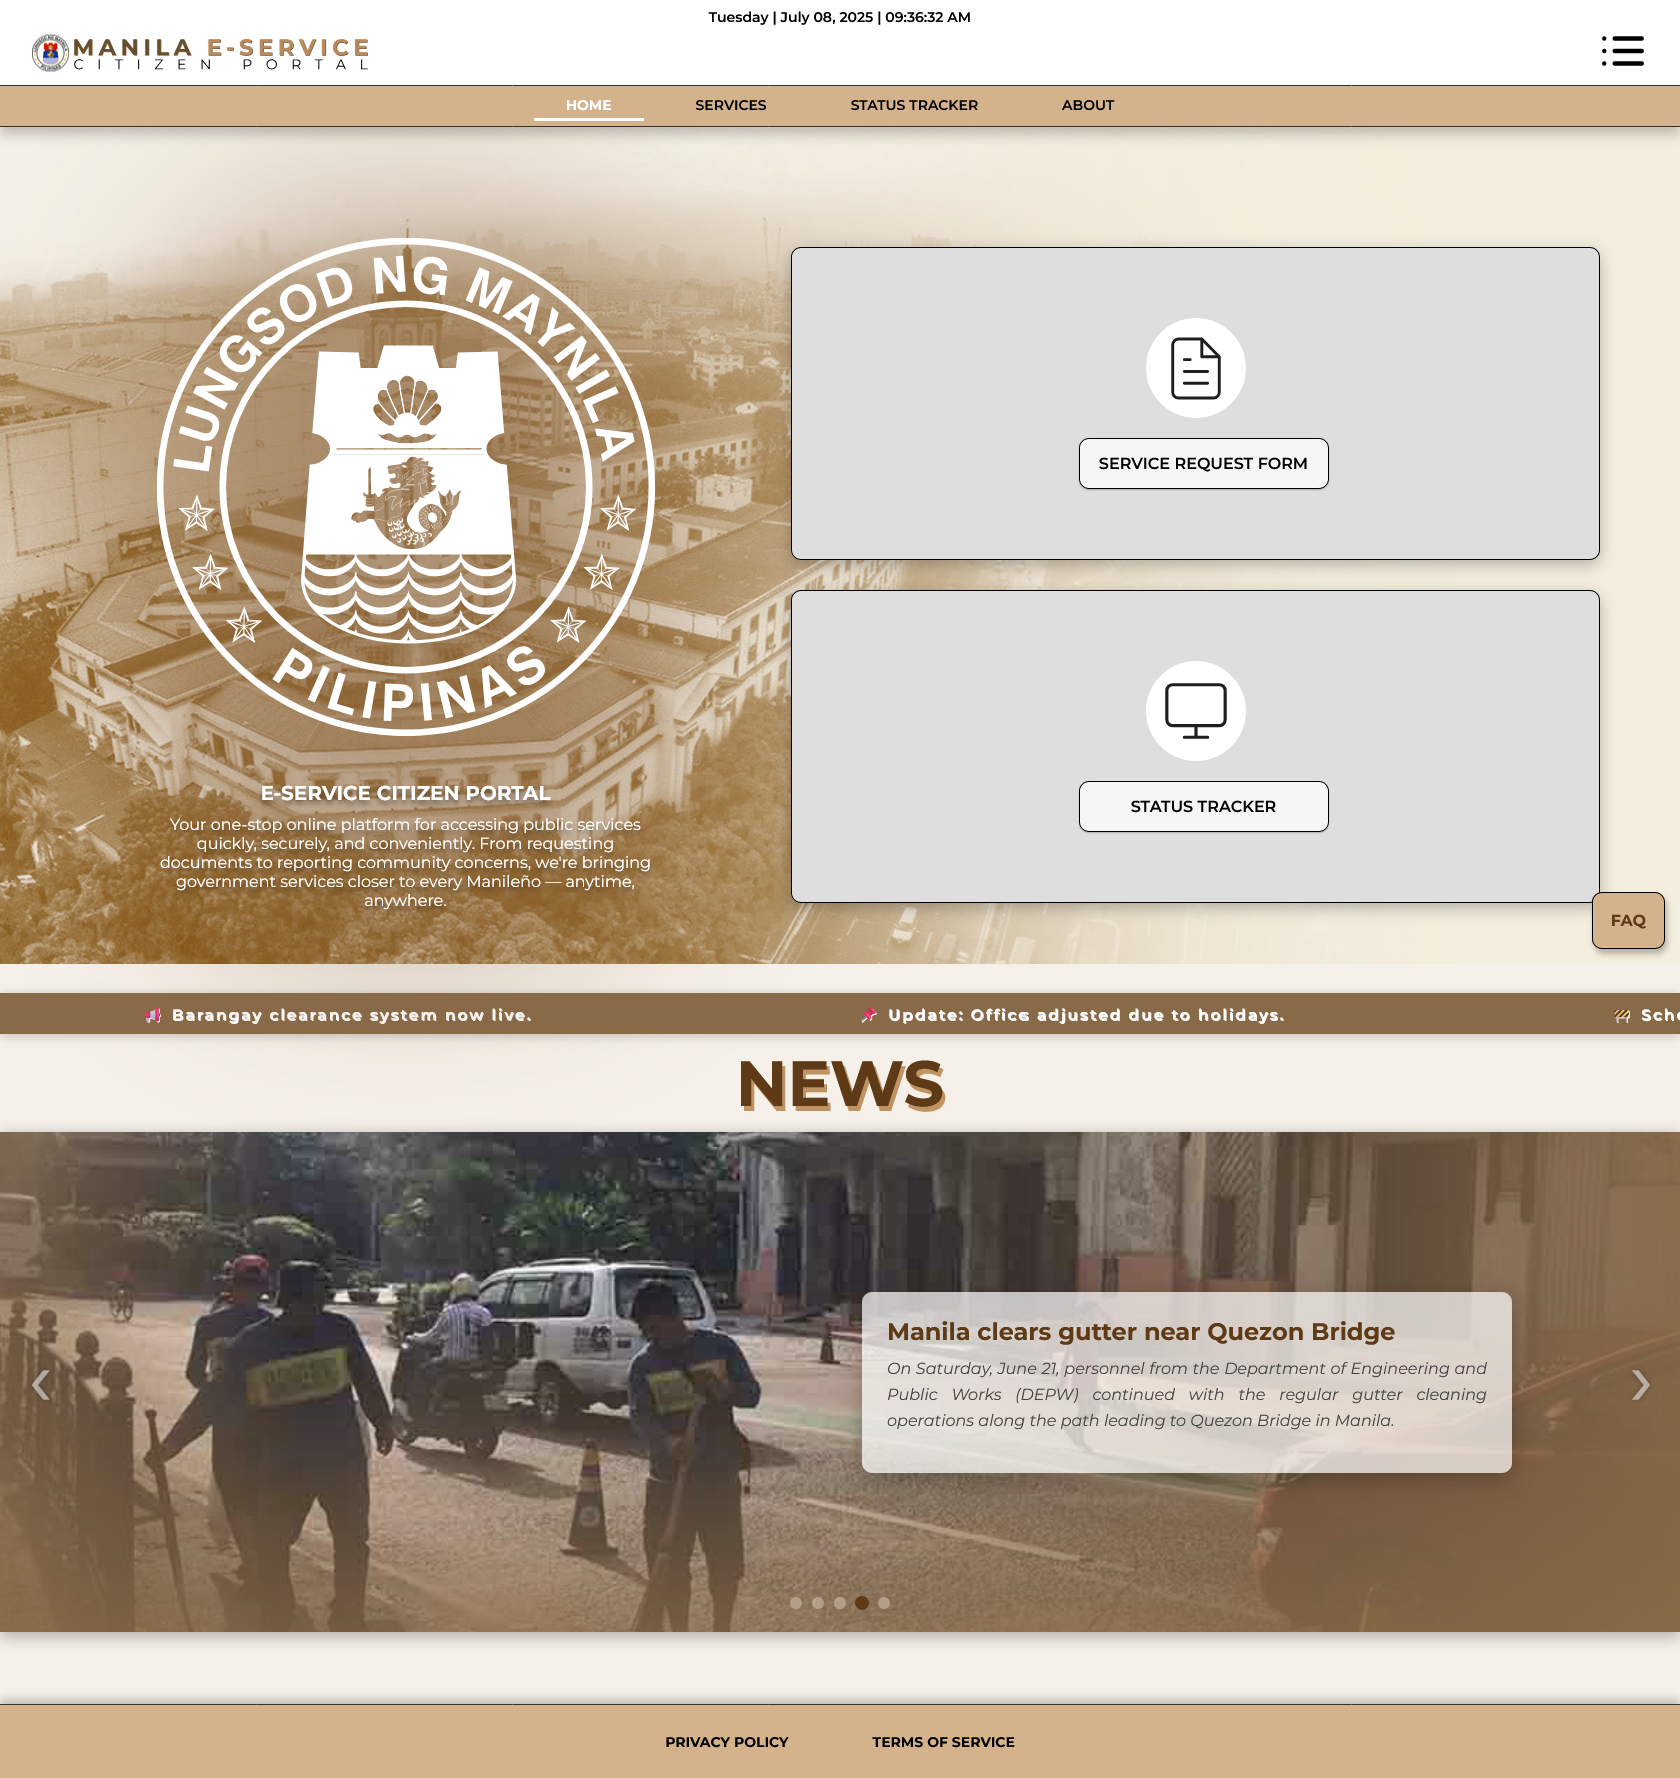 Tuesday | July 08, 2025 | 09:36:32 AM
MANILA E-SERVICE
CITIZEN PORTAL
HOME
SERVICES
STATUS TRACKER
ABOUT
LUNGSOD NG MAYNILA
PILIPINAS
E-SERVICE CITIZEN PORTAL
Your one-stop online platform for accessing public services
quickly, securely, and conveniently. From requesting
documents to reporting community concerns, we're bringing
government services closer to every Manileño — anytime,
anywhere.
SERVICE REQUEST FORM
STATUS TRACKER
FAQ
📢 Barangay clearance system now live.
📌 Update: Offices adjusted due to holidays.
🚧 Sche
NEWS
Manila clears gutter near Quezon Bridge
On Saturday, June 21, personnel from the Department of Engineering and
Public Works (DEPW) continued with the regular gutter cleaning
operations along the path leading to Quezon Bridge in Manila.
❮
❯
PRIVACY POLICY
TERMS OF SERVICE